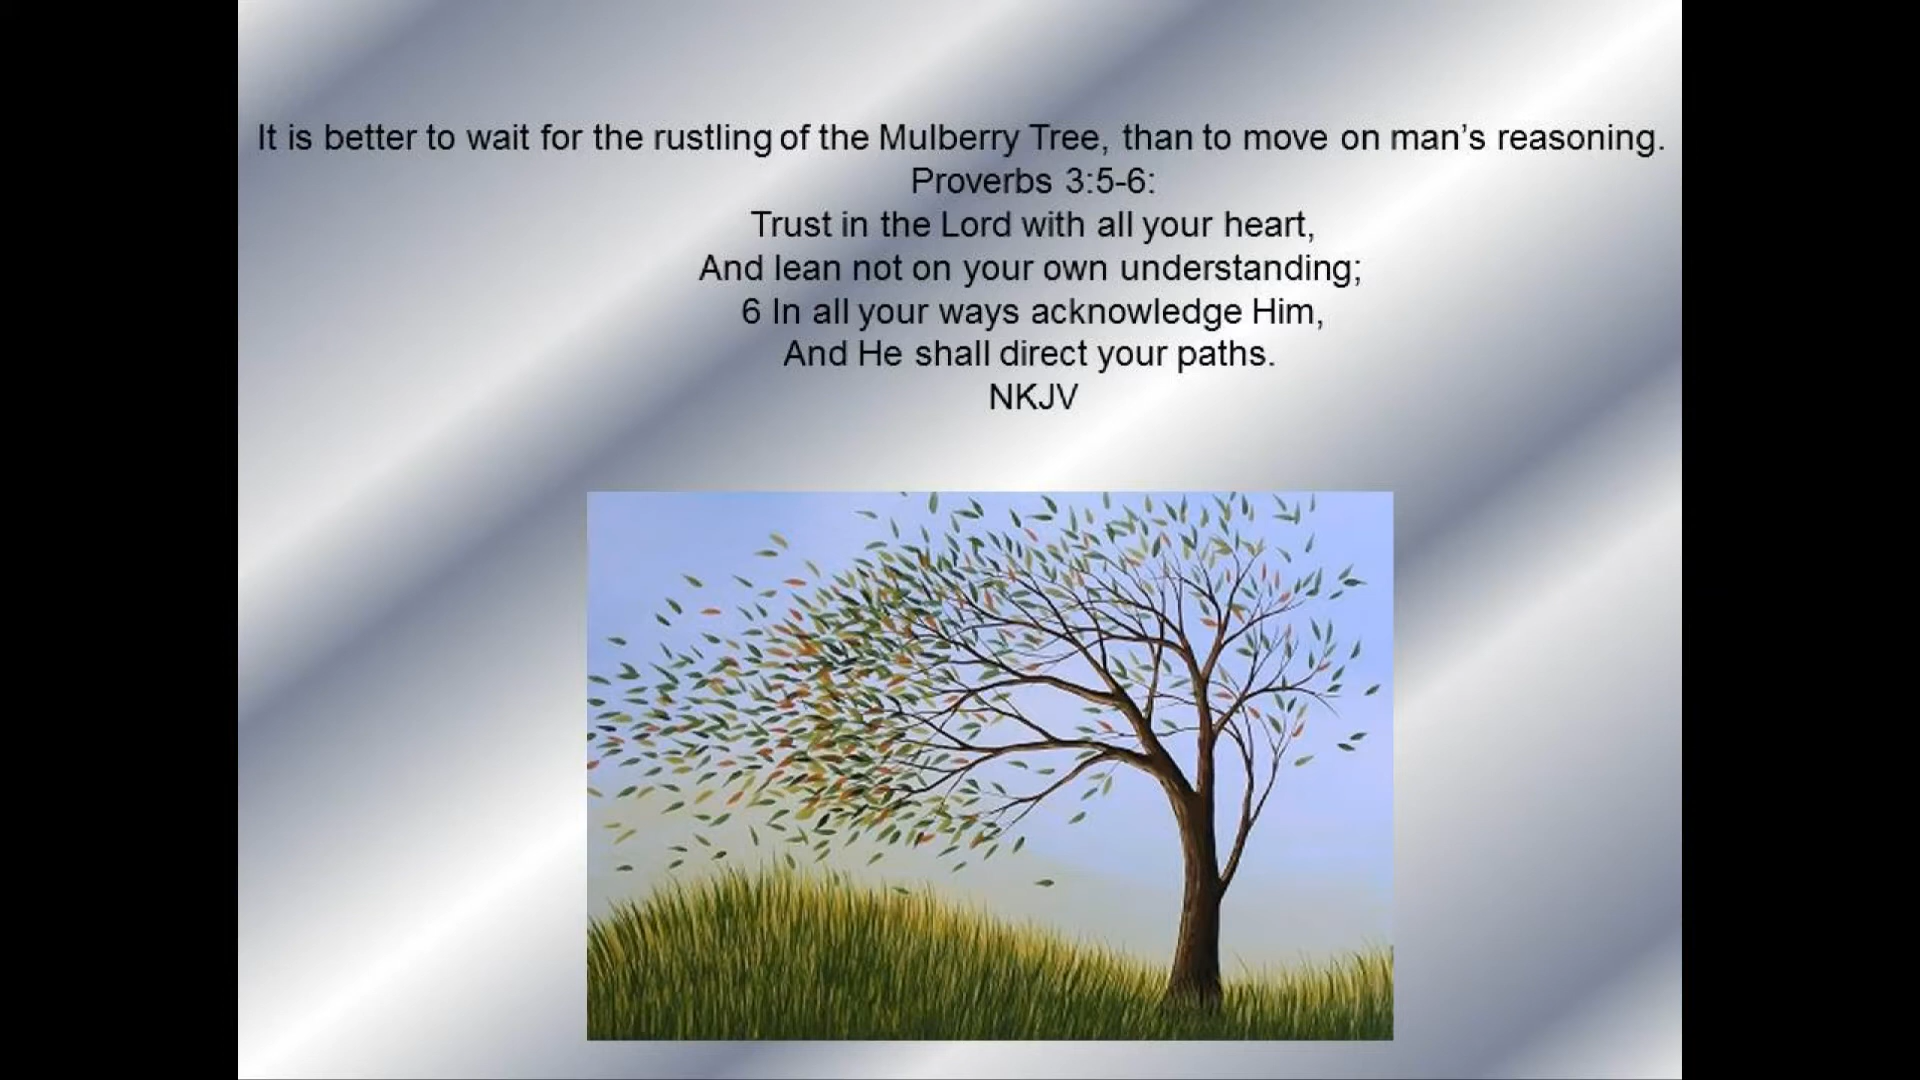 It is better to wait for the rustling of the Mulberry Tree, than to move on man’s reasoning.
Proverbs 3:5-6:
Trust in the Lord with all your heart,
And lean not on your own understanding;
6 In all your ways acknowledge Him,
And He shall direct your paths.
NKJV